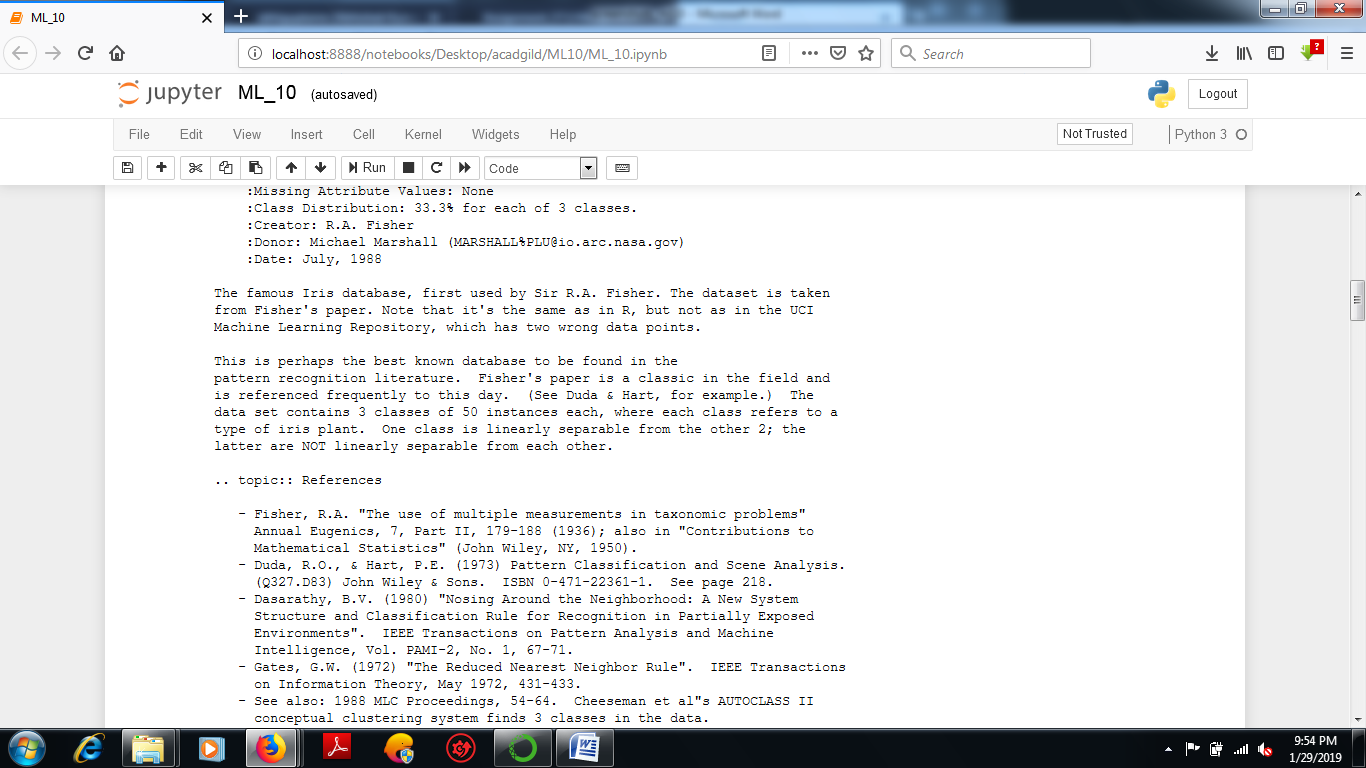 ML_10
localhost:8888/notebooks/Desktop/acadgild/ML10/ML_10.ipynb
Search
?
jupyter ML_10 (autosaved)
Logout
File Edit View Insert Cell Kernel Widgets Help
Not Trusted
Python 3
Run
Code
:Missing Attribute Values: None
:Class Distribution: 33.3% for each of 3 classes.
:Creator: R.A. Fisher
:Donor: Michael Marshall (MARSHALL%PLU@io.arc.nasa.gov)
:Date: July, 1988
The famous Iris database, first used by Sir R.A. Fisher. The dataset is taken
from Fisher's paper. Note that it's the same as in R, but not as in the UCI
Machine Learning Repository, which has two wrong data points.
This is perhaps the best known database to be found in the
pattern recognition literature.  Fisher's paper is a classic in the field and
is referenced frequently to this day.  (See Duda & Hart, for example.)  The
data set contains 3 classes of 50 instances each, where each class refers to a
type of iris plant.  One class is linearly separable from the other 2; the
latter are NOT linearly separable from each other.
.. topic:: References
- Fisher, R.A. "The use of multiple measurements in taxonomic problems"
Annual Eugenics, 7, Part II, 179-188 (1936); also in "Contributions to
Mathematical Statistics" (John Wiley, NY, 1950).
- Duda, R.O., & Hart, P.E. (1973) Pattern Classification and Scene Analysis.
(Q327.D83) John Wiley & Sons.  ISBN 0-471-22361-1.  See page 218.
- Dasarathy, B.V. (1980) "Nosing Around the Neighborhood: A New System
Structure and Classification Rule for Recognition in Partially Exposed
Environments".  IEEE Transactions on Pattern Analysis and Machine
Intelligence, Vol. PAMI-2, No. 1, 67-71.
- Gates, G.W. (1972) "The Reduced Nearest Neighbor Rule".  IEEE Transactions
on Information Theory, May 1972, 431-433.
- See also: 1988 MLC Proceedings, 54-64.  Cheeseman et al"s AUTOCLASS II
conceptual clustering system finds 3 classes in the data.
9:54 PM
1/29/2019